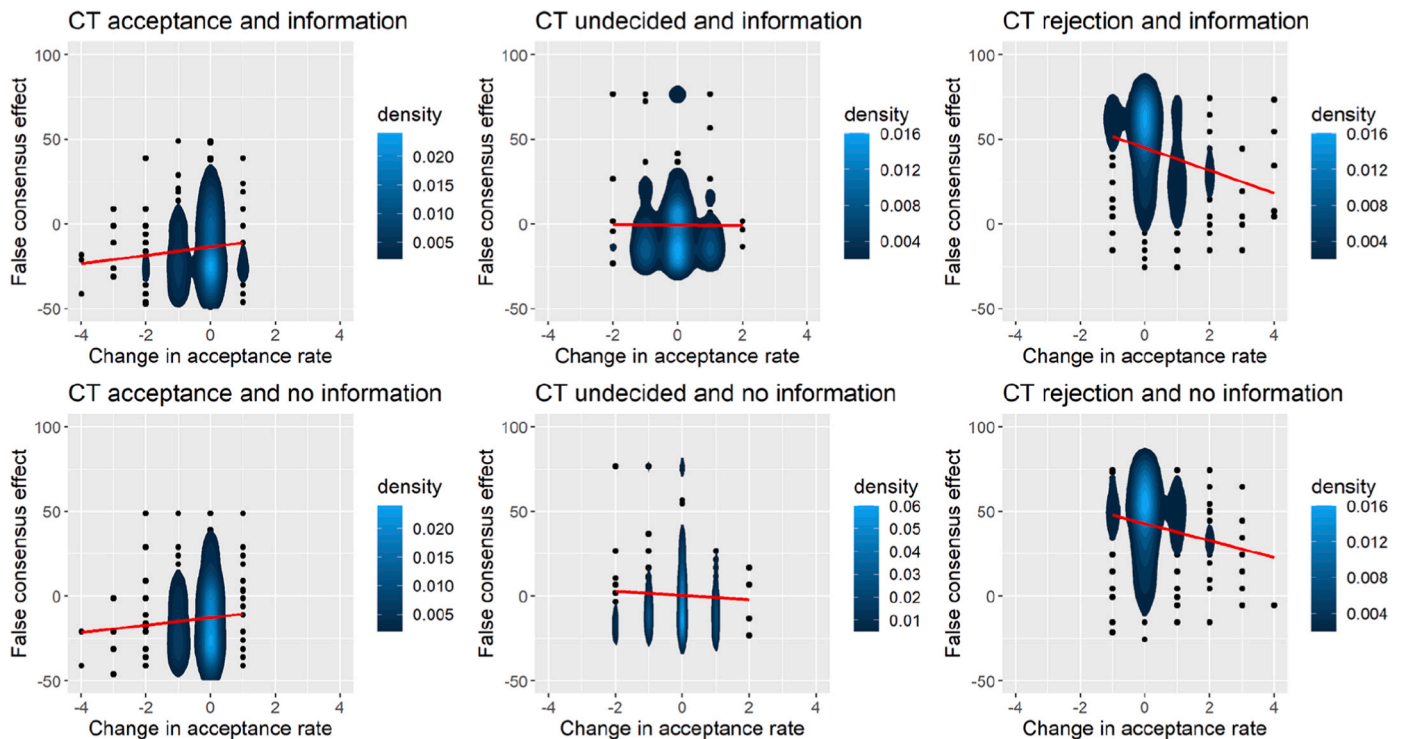 CT acceptance and information
100
50
0
-50
False consensus effect
-4 -2 0 2 4
Change in acceptance rate
density
0.020
0.015
0.010
0.005
CT undecided and information
100
50
0
-50
False consensus effect
-4 -2 0 2 4
Change in acceptance rate
density
0.016
0.012
0.008
0.004
CT rejection and information
100
50
0
-50
False consensus effect
-4 -2 0 2 4
Change in acceptance rate
density
0.016
0.012
0.008
0.004
CT acceptance and no information
100
50
0
-50
False consensus effect
-4 -2 0 2 4
Change in acceptance rate
density
0.020
0.015
0.010
0.005
CT undecided and no information
100
50
0
-50
False consensus effect
-4 -2 0 2 4
Change in acceptance rate
density
0.06
0.05
0.04
0.03
0.02
0.01
CT rejection and no information
100
50
0
-50
False consensus effect
-4 -2 0 2 4
Change in acceptance rate
density
0.016
0.012
0.008
0.004